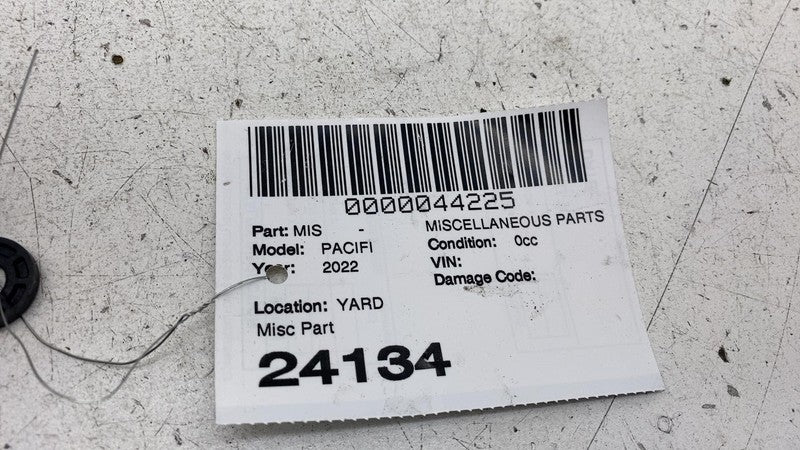 0000044225
Part: MIS - MISCELLANEOUS PARTS
Model: PACIFI Condition: 0cc
Year: 2022 VIN:
Damage Code:
Location: YARD
Misc Part
24134